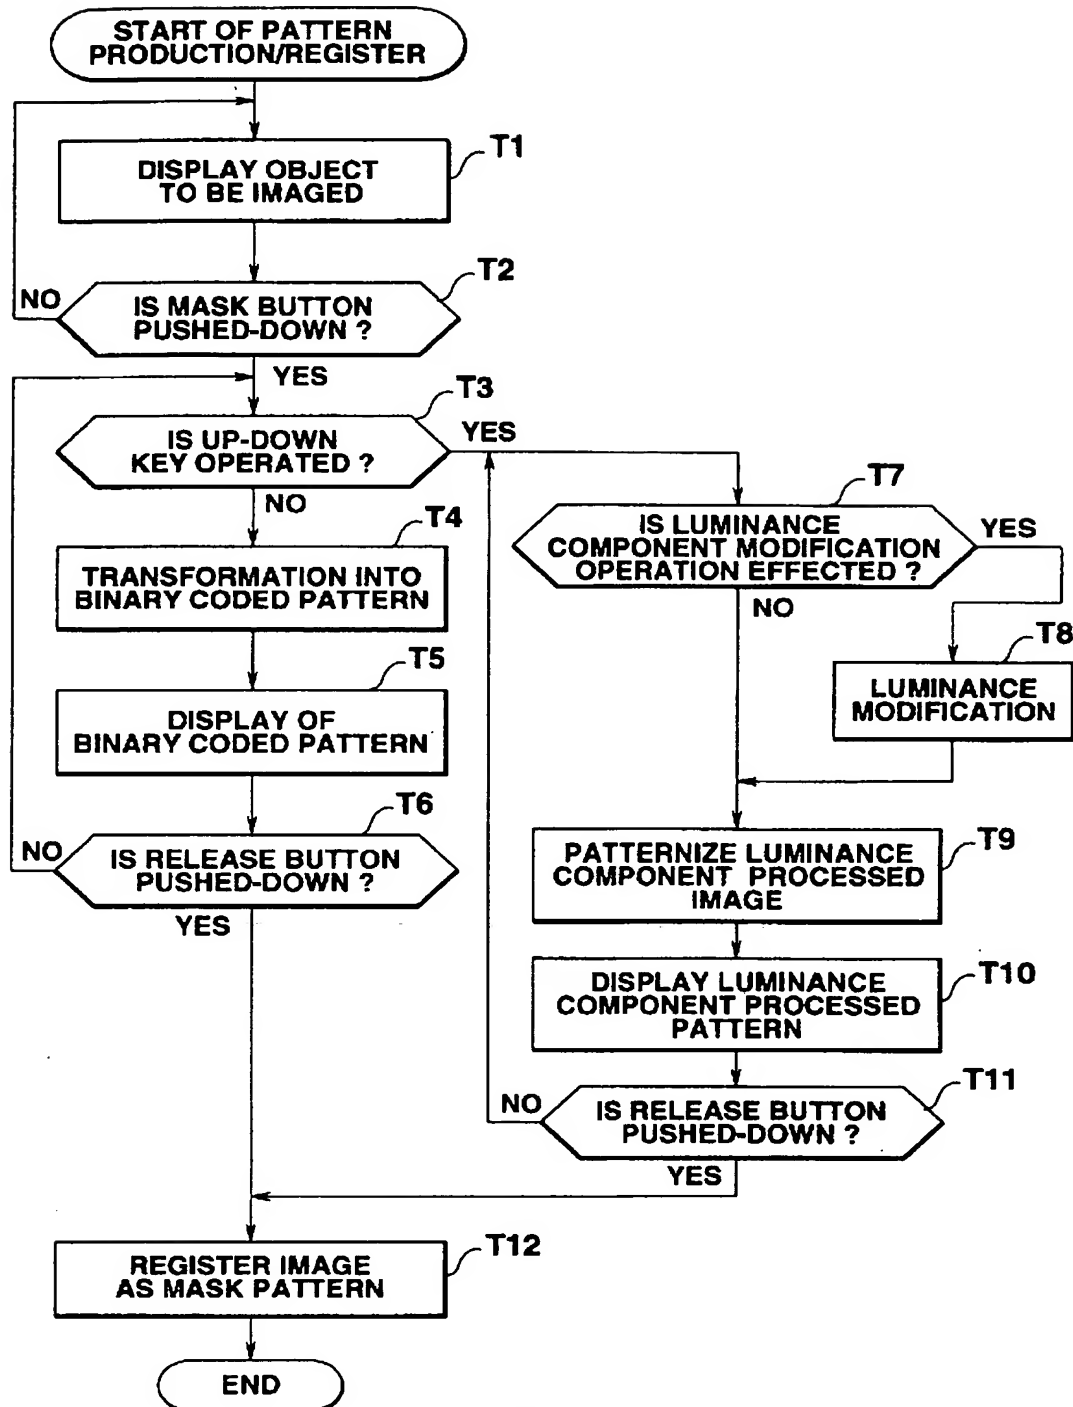 START OF PATTERN
PRODUCTION/REGISTER
T1
DISPLAY OBJECT
TO BE IMAGED
T2
NO
IS MASK BUTTON
PUSHED-DOWN ?
YES
T3
IS UP-DOWN
KEY OPERATED ?
YES
NO
T4
TRANSFORMATION INTO
BINARY CODED PATTERN
T5
DISPLAY OF
BINARY CODED PATTERN
T6
NO
IS RELEASE BUTTON
PUSHED-DOWN ?
YES
T7
IS LUMINANCE
COMPONENT MODIFICATION
OPERATION EFFECTED ?
YES
NO
T8
LUMINANCE
MODIFICATION
T9
PATTERNIZE LUMINANCE
COMPONENT PROCESSED
IMAGE
T10
DISPLAY LUMINANCE
COMPONENT PROCESSED
PATTERN
T11
NO
IS RELEASE BUTTON
PUSHED-DOWN ?
YES
T12
REGISTER IMAGE
AS MASK PATTERN
END